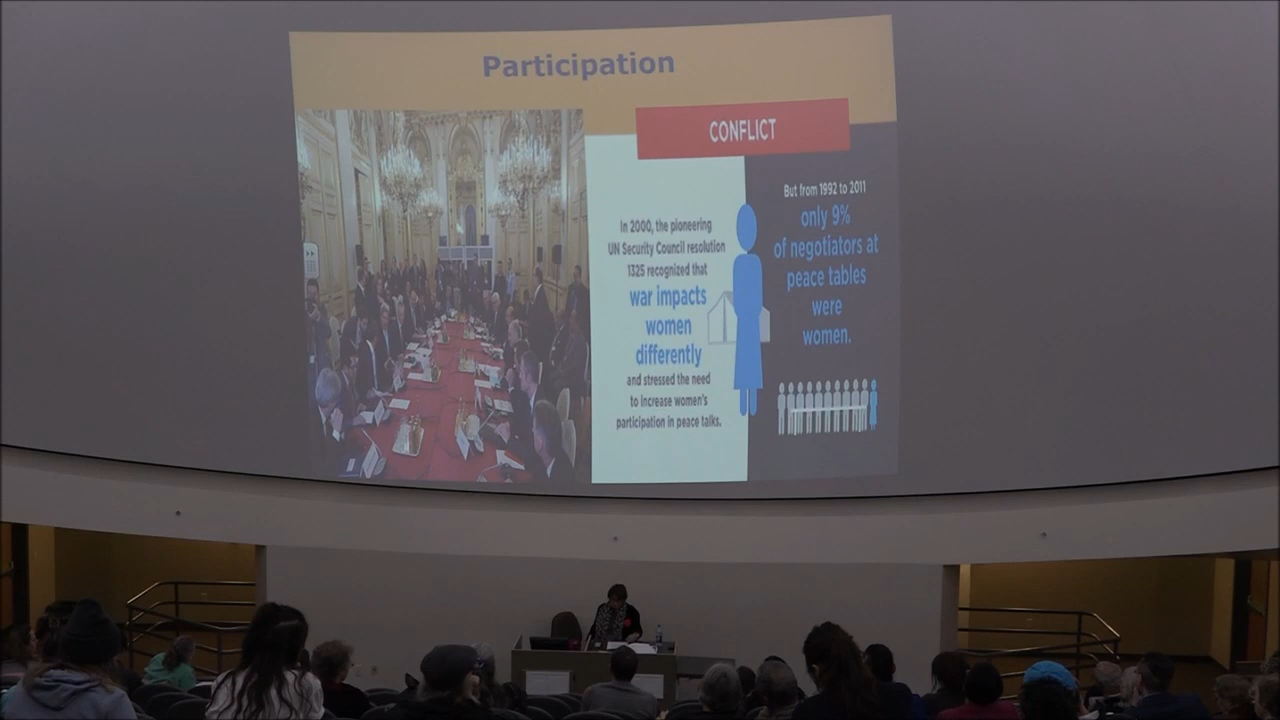 Participation
CONFLICT
In 2000, the pioneering
UN Security Council resolution
1325 recognized that
war impacts
women
differently
and stressed the need
to increase women's
participation in peace talks.
But from 1992 to 2011
only 9%
of negotiators at
peace tables
were
women.